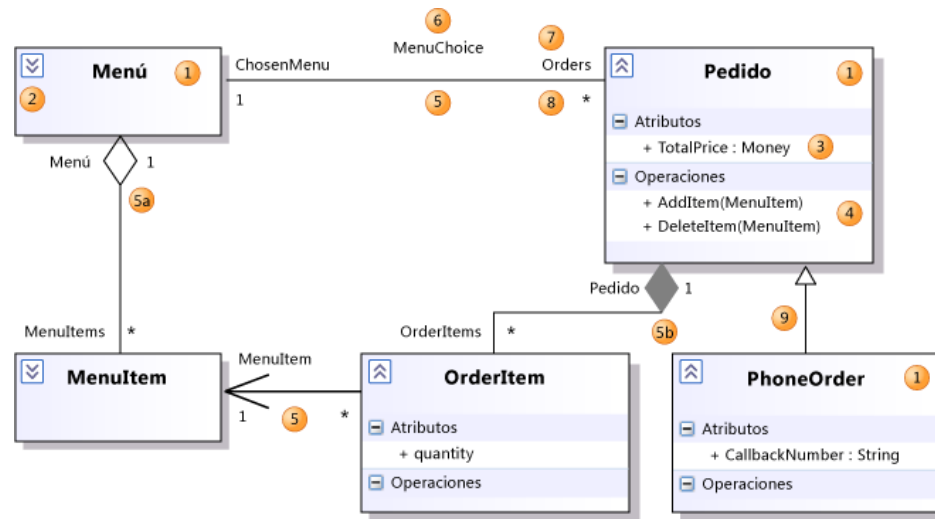 6
7
MenuChoice
Menú
1
ChosenMenu
Orders
Pedido
1
2
1
5
8
*
Atributos
+ TotalPrice : Money
3
Operaciones
+ AddItem(MenuItem)
4
+ DeleteItem(MenuItem)
Menú
1
5a
Pedido
1
9
MenuItems
*
OrderItems
*
5b
MenuItem
MenuItem
1
5
*
OrderItem
Atributos
+ quantity
Operaciones
PhoneOrder
1
Atributos
+ CallbackNumber : String
Operaciones